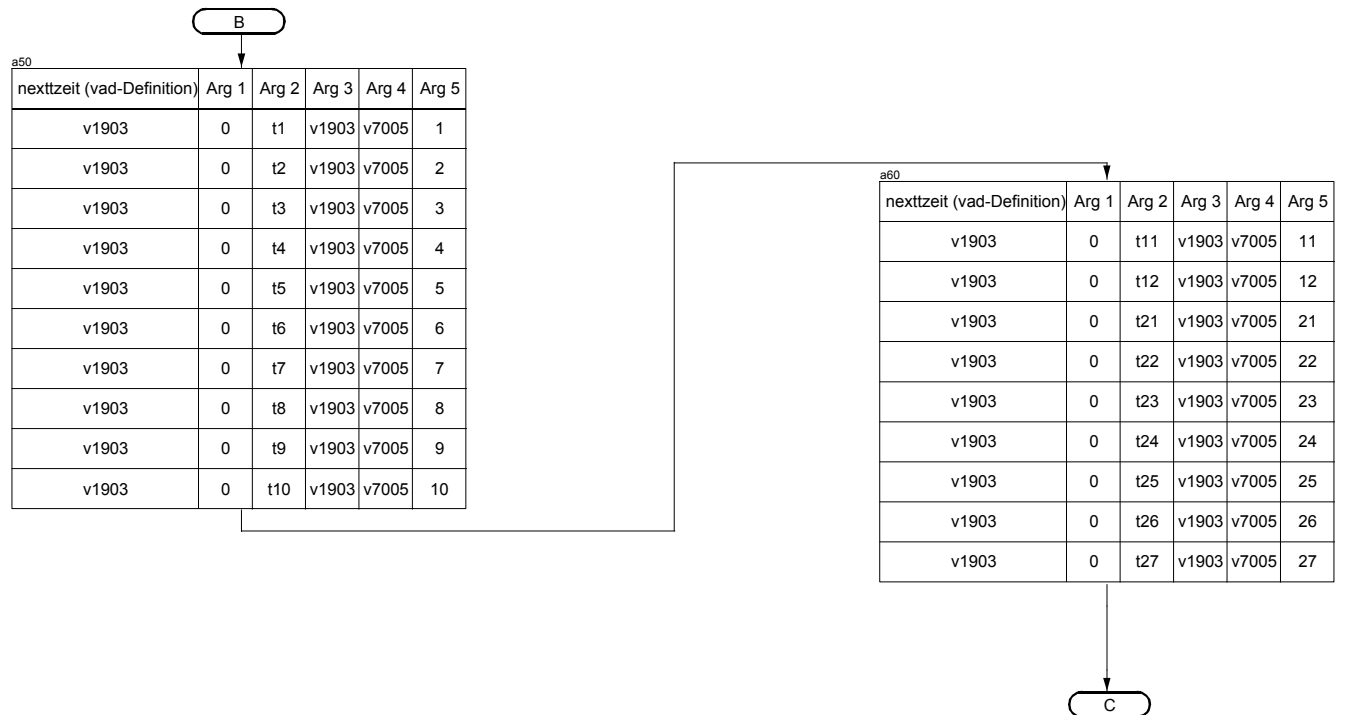 B
a50
nexttzeit (vad-Definition) Arg 1 Arg 2 Arg 3 Arg 4 Arg 5
v1903 0 t1 v1903 v7005 1
v1903 0 t2 v1903 v7005 2
v1903 0 t3 v1903 v7005 3
v1903 0 t4 v1903 v7005 4
v1903 0 t5 v1903 v7005 5
v1903 0 t6 v1903 v7005 6
v1903 0 t7 v1903 v7005 7
v1903 0 t8 v1903 v7005 8
v1903 0 t9 v1903 v7005 9
v1903 0 t10 v1903 v7005 10
a60
nexttzeit (vad-Definition) Arg 1 Arg 2 Arg 3 Arg 4 Arg 5
v1903 0 t11 v1903 v7005 11
v1903 0 t12 v1903 v7005 12
v1903 0 t21 v1903 v7005 21
v1903 0 t22 v1903 v7005 22
v1903 0 t23 v1903 v7005 23
v1903 0 t24 v1903 v7005 24
v1903 0 t25 v1903 v7005 25
v1903 0 t26 v1903 v7005 26
v1903 0 t27 v1903 v7005 27
C